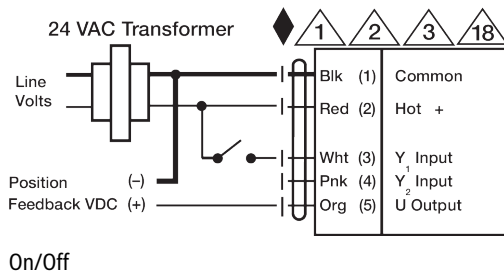 24 VAC Transformer
1 2 3 18
Line
Volts
Blk (1) Common
Red (2) Hot +
Wht (3) Y1 Input
Pnk (4) Y2 Input
Org (5) U Output
Position (–)
Feedback VDC (+)
On/Off